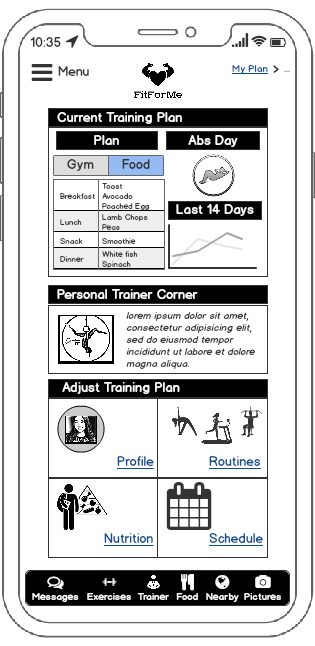 10:35
Menu
FitForMe
My Plan > ...
Current Training Plan
Plan
Gym
Food
Breakfast
Toast
Avocado
Poached Egg
Lunch
Lamb Chops
Peas
Snack
Smoothie
Dinner
White fish
Spinach
Abs Day
Last 14 Days
Personal Trainer Corner
lorem ipsum dolor sit amet,
consectetur adipisicing elit,
sed do eiusmod tempor
incididunt ut labore et dolore
magna aliqua.
Adjust Training Plan
Profile
Routines
Nutrition
Schedule
Messages Exercises Trainer Food Nearby Pictures